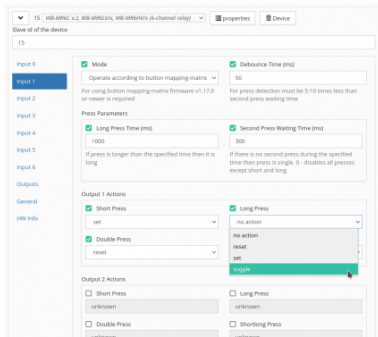 15 WB-MR6C v.2, WB-MR6LV/x, WB-MR6HV/x (6-channel relay) properties Device
Slave id of the device
15
Input 0
Input 1
Input 2
Input 3
Input 4
Input 5
Input 6
Outputs
General
HW Info
Mode
Operate according to button mapping-matrix
For using button mapping-matrix firmware v1.17.0
or newer is required
Debounce Time (ms)
50
For press detection must be 5-10 times less than
second press waiting time
Press Parameters
Long Press Time (ms)
1000
If press is longer than the specified time then it is
long
Second Press Waiting Time (ms)
300
If there is no second press during the specified
time then press is single. 0 - disables all presses
except short and long
Output 1 Actions
Short Press
set
Long Press
no action
no action
reset
set
toggle
Double Press
reset
Output 2 Actions
Short Press
unknown
Long Press
unknown
Double Press
Shortlong Press